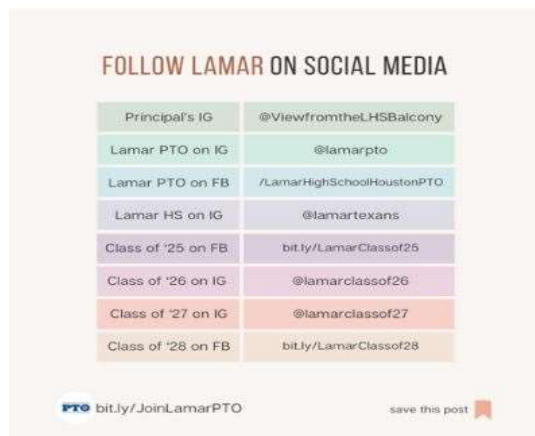 FOLLOW LAMAR ON SOCIAL MEDIA
Principal's IG @ViewfromtheLHSBalcony
Lamar PTO on IG @lamarpto
Lamar PTO on FB /LamarHighSchoolHoustonPTO
Lamar HS on IG @lamartexans
Class of '25 on FB bit.ly/LamarClassof25
Class of '26 on IG @lamarclassof26
Class of '27 on IG @lamarclassof27
Class of '28 on FB bit.ly/LamarClassof28
PTO bit.ly/JoinLamarPTO save this post